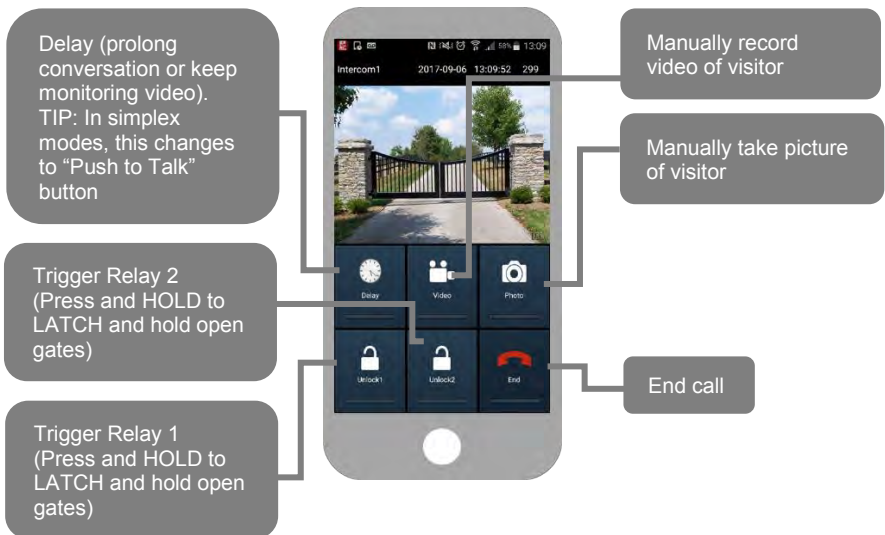 Delay (prolong
conversation or keep
monitoring video).
TIP: In simplex
modes, this changes
to “Push to Talk”
button
Trigger Relay 2
(Press and HOLD to
LATCH and hold open
gates)
Trigger Relay 1
(Press and HOLD to
LATCH and hold open
gates)
58% 13:09
Intercom1 2017-09-06 13:09:52 299
Delay Video Photo
Unlock1 Unlock2 End
Manually record
video of visitor
Manually take picture
of visitor
End call